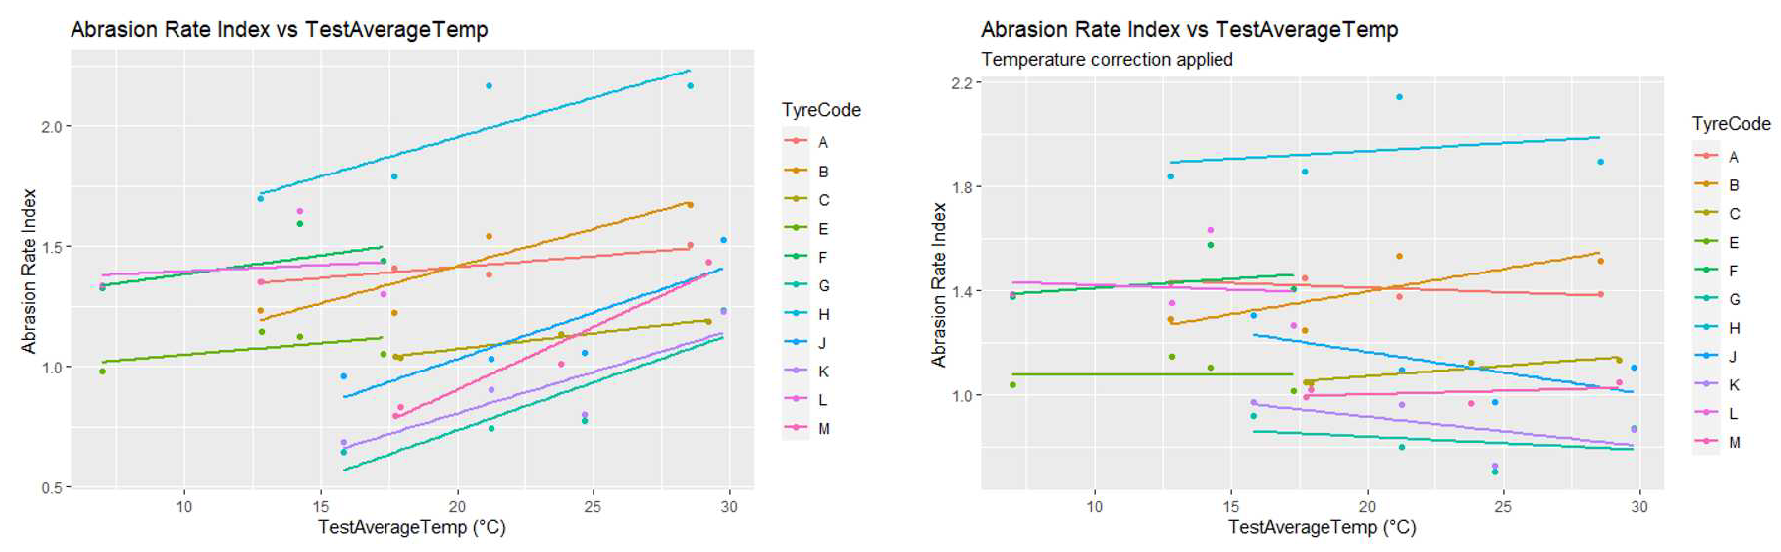 Abrasion Rate Index vs TestAverageTemp
Abrasion Rate Index
2.0
1.5
1.0
0.5
10
15
20
25
30
TestAverageTemp (°C)
TyreCode
A
B
C
E
F
G
H
J
K
L
M
Abrasion Rate Index vs TestAverageTemp
Temperature correction applied
Abrasion Rate Index
2.2
1.8
1.4
1.0
10
15
20
25
30
TestAverageTemp (°C)
TyreCode
A
B
C
E
F
G
H
J
K
L
M